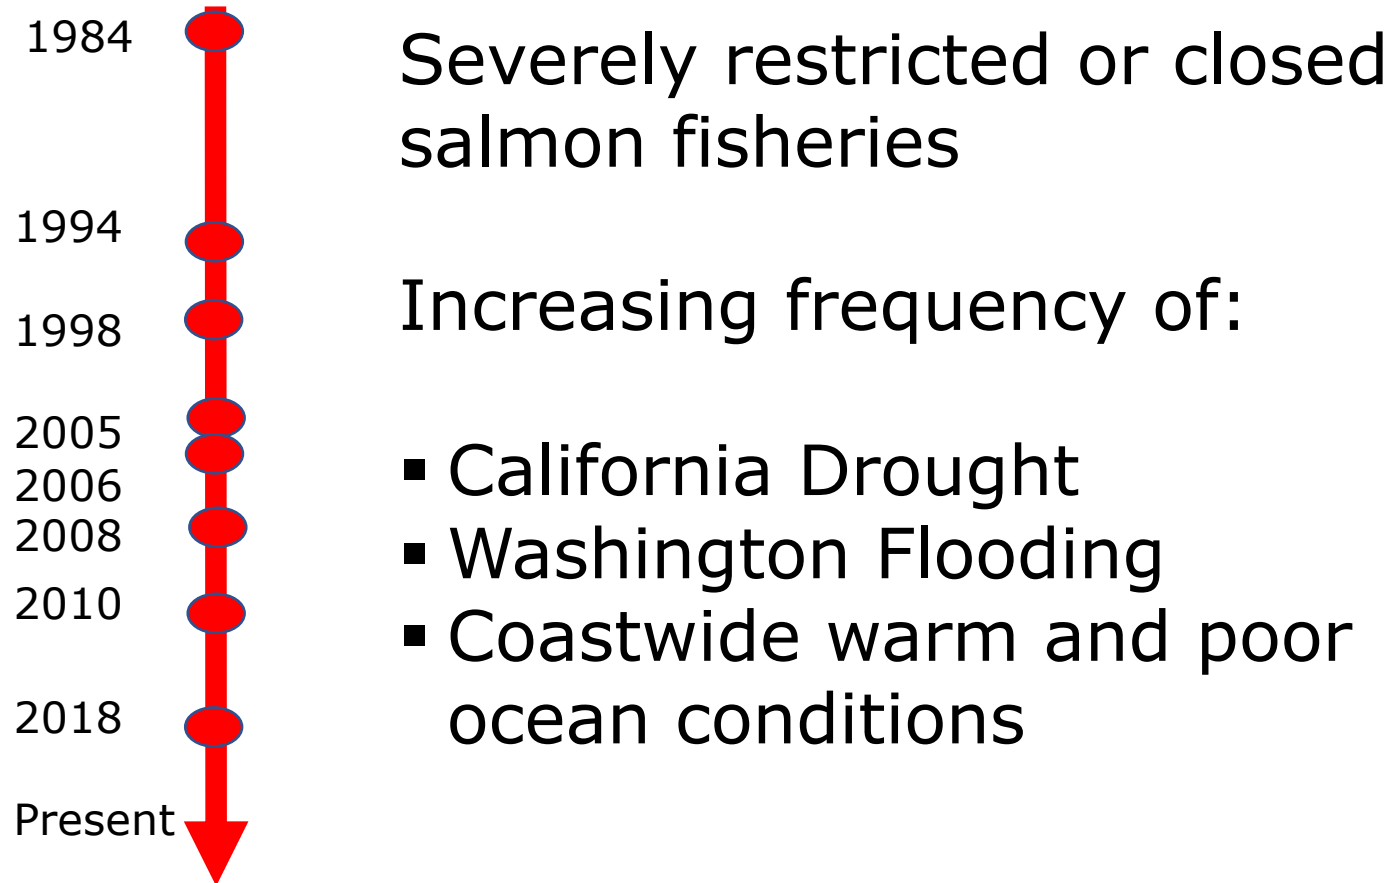 1984
1994
1998
2005
2006
2008
2010
2018
Present
Severely restricted or closed
salmon fisheries
Increasing frequency of:
▪ California Drought
▪ Washington Flooding
▪ Coastwide warm and poor
ocean conditions